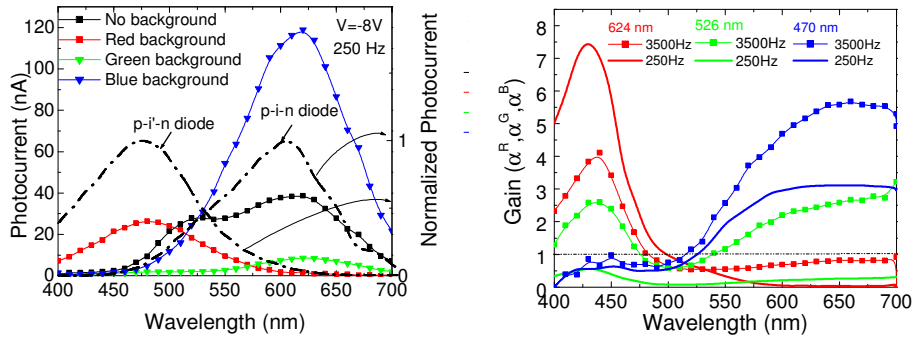 120
100
80
60
40
20
0
Photocurrent (nA)
No background
Red background
Green background
Blue background
V=-8V
250 Hz
p-i'-n diode
p-i-n diode
1
0
Normalized Photocurrent
400 450 500 550 600 650 700
Wavelength (nm)
8
7
6
5
4
3
2
1
0
Gain (α^R,α^G,α^B)
624 nm
3500Hz
250Hz
526 nm
3500Hz
250Hz
470 nm
3500Hz
250Hz
400 450 500 550 600 650 700
Wavelength (nm)